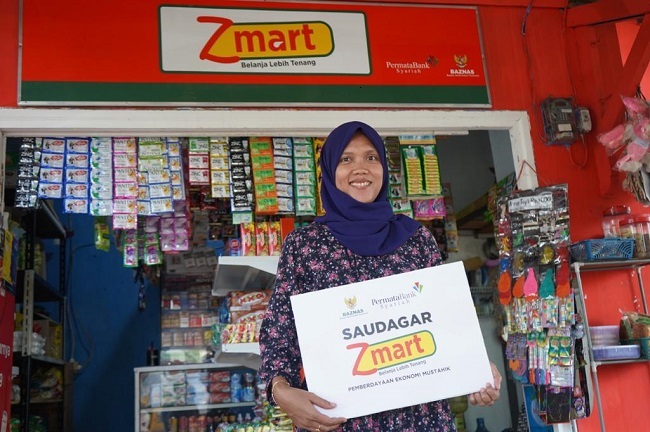 Zmart
Belanja Lebih Tenang
PermataBank
Syariah
BAZNAS
BAZNAS
PermataBank
Syariah
SAUDAGAR
Zmart
Belanja Lebih Tenang
PEMBERDAYAAN EKONOMI MUSTAHIK